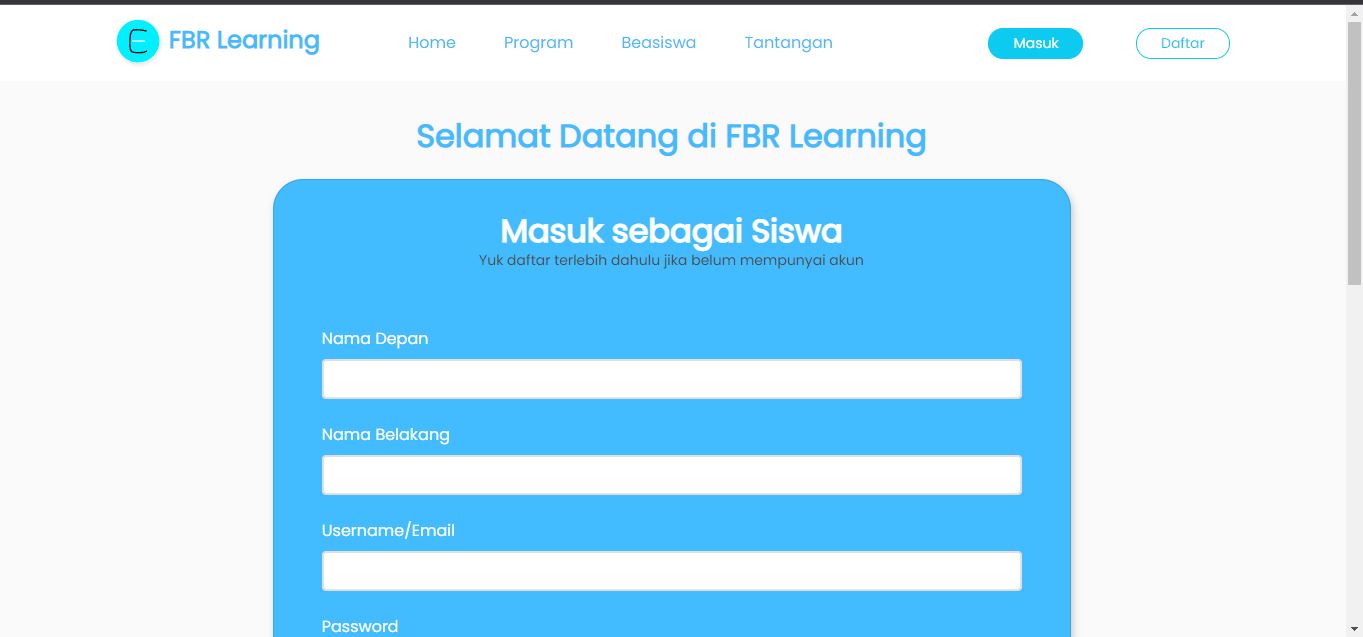 FBR Learning
Home
Program
Beasiswa
Tantangan
Masuk
Daftar
Selamat Datang di FBR Learning
Masuk sebagai Siswa
Yuk daftar terlebih dahulu jika belum mempunyai akun
Nama Depan
Nama Belakang
Username/Email
Password